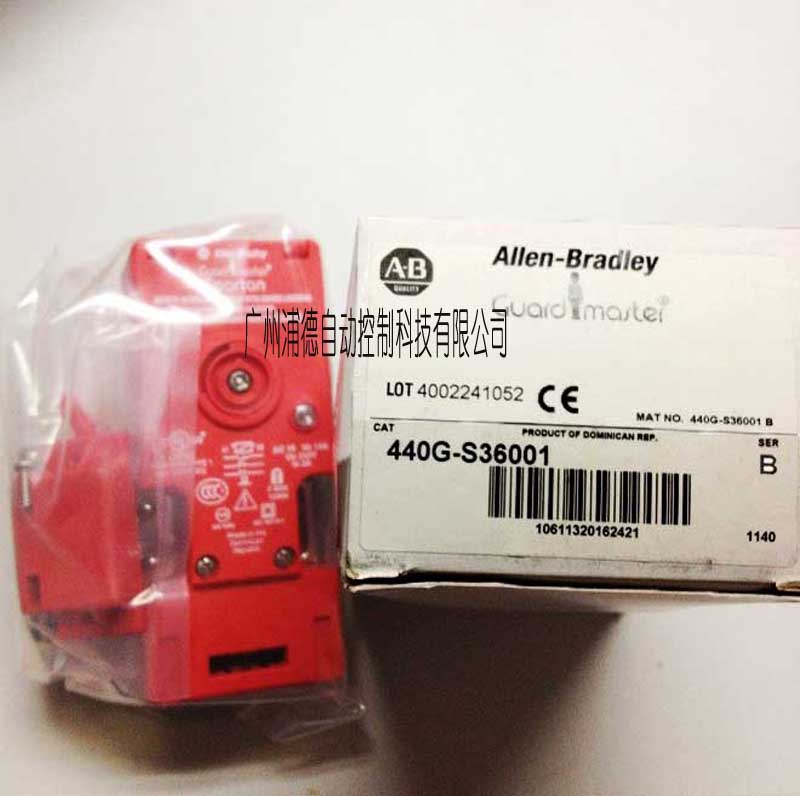 Allen-Bradley
A-B
QUALITY
Guardmaster®
广州浦德自动控制科技有限公司
LOT 4002241052 CE
MAT NO. 440G-S36001 B
PRODUCT OF DOMINICAN REP.
CAT
SER
440G-S36001
B
10611320162421
1140